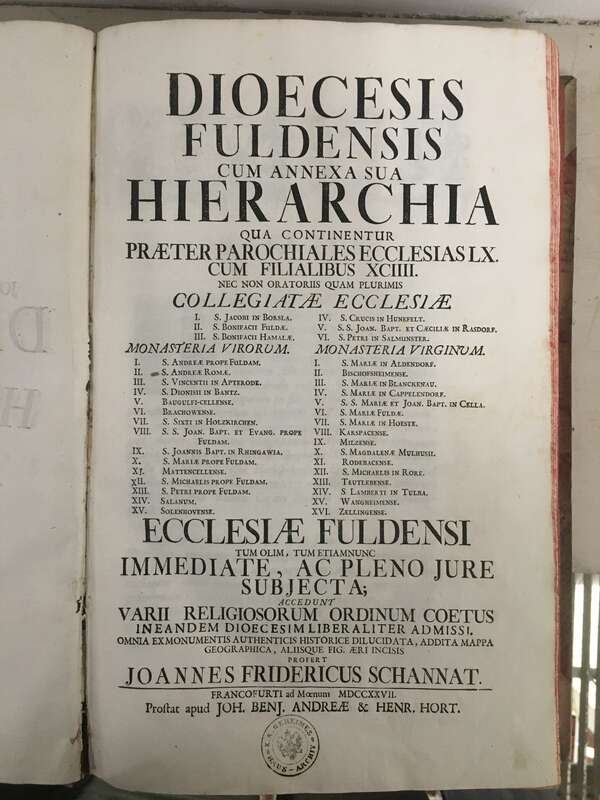 DIOECESIS
FULDENSIS
CUM ANNEXA SUA
HIERARCHIA
QUA CONTINENTUR
PRÆTER PAROCHIALES ECCLESIAS LX.
CUM FILIALIBUS XCIIII.
NEC NON ORATORIIS QUAM PLURIMIS
COLLEGIATÆ ECCLESIÆ
I. S. JACOBI IN BORSLA.
II. S. BONIFACII FULDÆ.
III. S. BONIFACII HAMALÆ.
IV. S. CRUCIS IN HUNEFELT.
V. S. S. JOAN. BAPT. ET CÆCILIÆ IN RASDORF.
VI. S. PETRI IN SALMUNSTER.
MONASTERIA VIRORUM.
I. S. ANDREÆ PROPE FULDAM.
II. S. ANDREÆ ROMÆ.
III. S. VINCENTII IN APTERODE.
IV. S. DIONISII IN BANTZ.
V. BAUGULFI-CELLENSE.
VI. BRACHOWENSE.
VII. S. SIXTI IN HOLZKIRCHEN.
VIII. S. S. JOAN. BAPT. ET EVANG. PROPE
FULDAM.
IX. S. JOANNIS BAPT. IN RHINGAWIA.
X. S. MARIÆ PROPE FULDAM.
XI. MATTENCELLENSE.
XII. S. MICHAELIS PROPE FULDAM.
XIII. S. PETRI PROPE FULDAM.
XIV. SALANUM.
XV. SOLENHOVENSE.
MONASTERIA VIRGINUM.
I. S. MARIÆ IN ALDENDORF.
II. BISCHOFSHEIMENSE.
III. S. MARIÆ IN BLANCKENAU.
IV. S. MARIÆ IN CAPPELENDORF.
V. S. S. MARIÆ ET JOAN. BAPT. IN CELLA.
VI. S. MARIÆ FULDÆ.
VII. S. MARIÆ IN HOESTE.
VIII. KARSPACENSE.
IX. MILZENSE.
X. S. MAGDALENÆ MULHUSII.
XI. RODEBACENSE.
XII. S. MICHAELIS IN RORE.
XIII. TEUTLEBENSE.
XIV. S LAMBERTI IN TULBA.
XV. WANGHEIMENSE.
XVI. ZELLINGENSE.
ECCLESIÆ FULDENSI
TUM OLIM, TUM ETIAMNUNC
IMMEDIATE, AC PLENO JURE
SUBJECTA;
ACCEDUNT
VARII RELIGIOSORUM ORDINUM COETUS
IN EANDEM DIOECESIM LIBERALITER ADMISSI.
OMNIA EX MONUMENTIS AUTHENTICIS HISTORICE DILUCIDATA, ADDITA MAPPA
GEOGRAPHICA, ALIISQUE FIG. ÆRI INCISIS
PROFERT
JOANNES FRIDERICUS SCHANNAT.
FRANCOFURTI ad Mœnum MDCCXXVII.
Prostat apud JOH. BENJ. ANDREÆ & HENR. HORT.
K. K. GEHEIMES
HAUS-ARCHIV